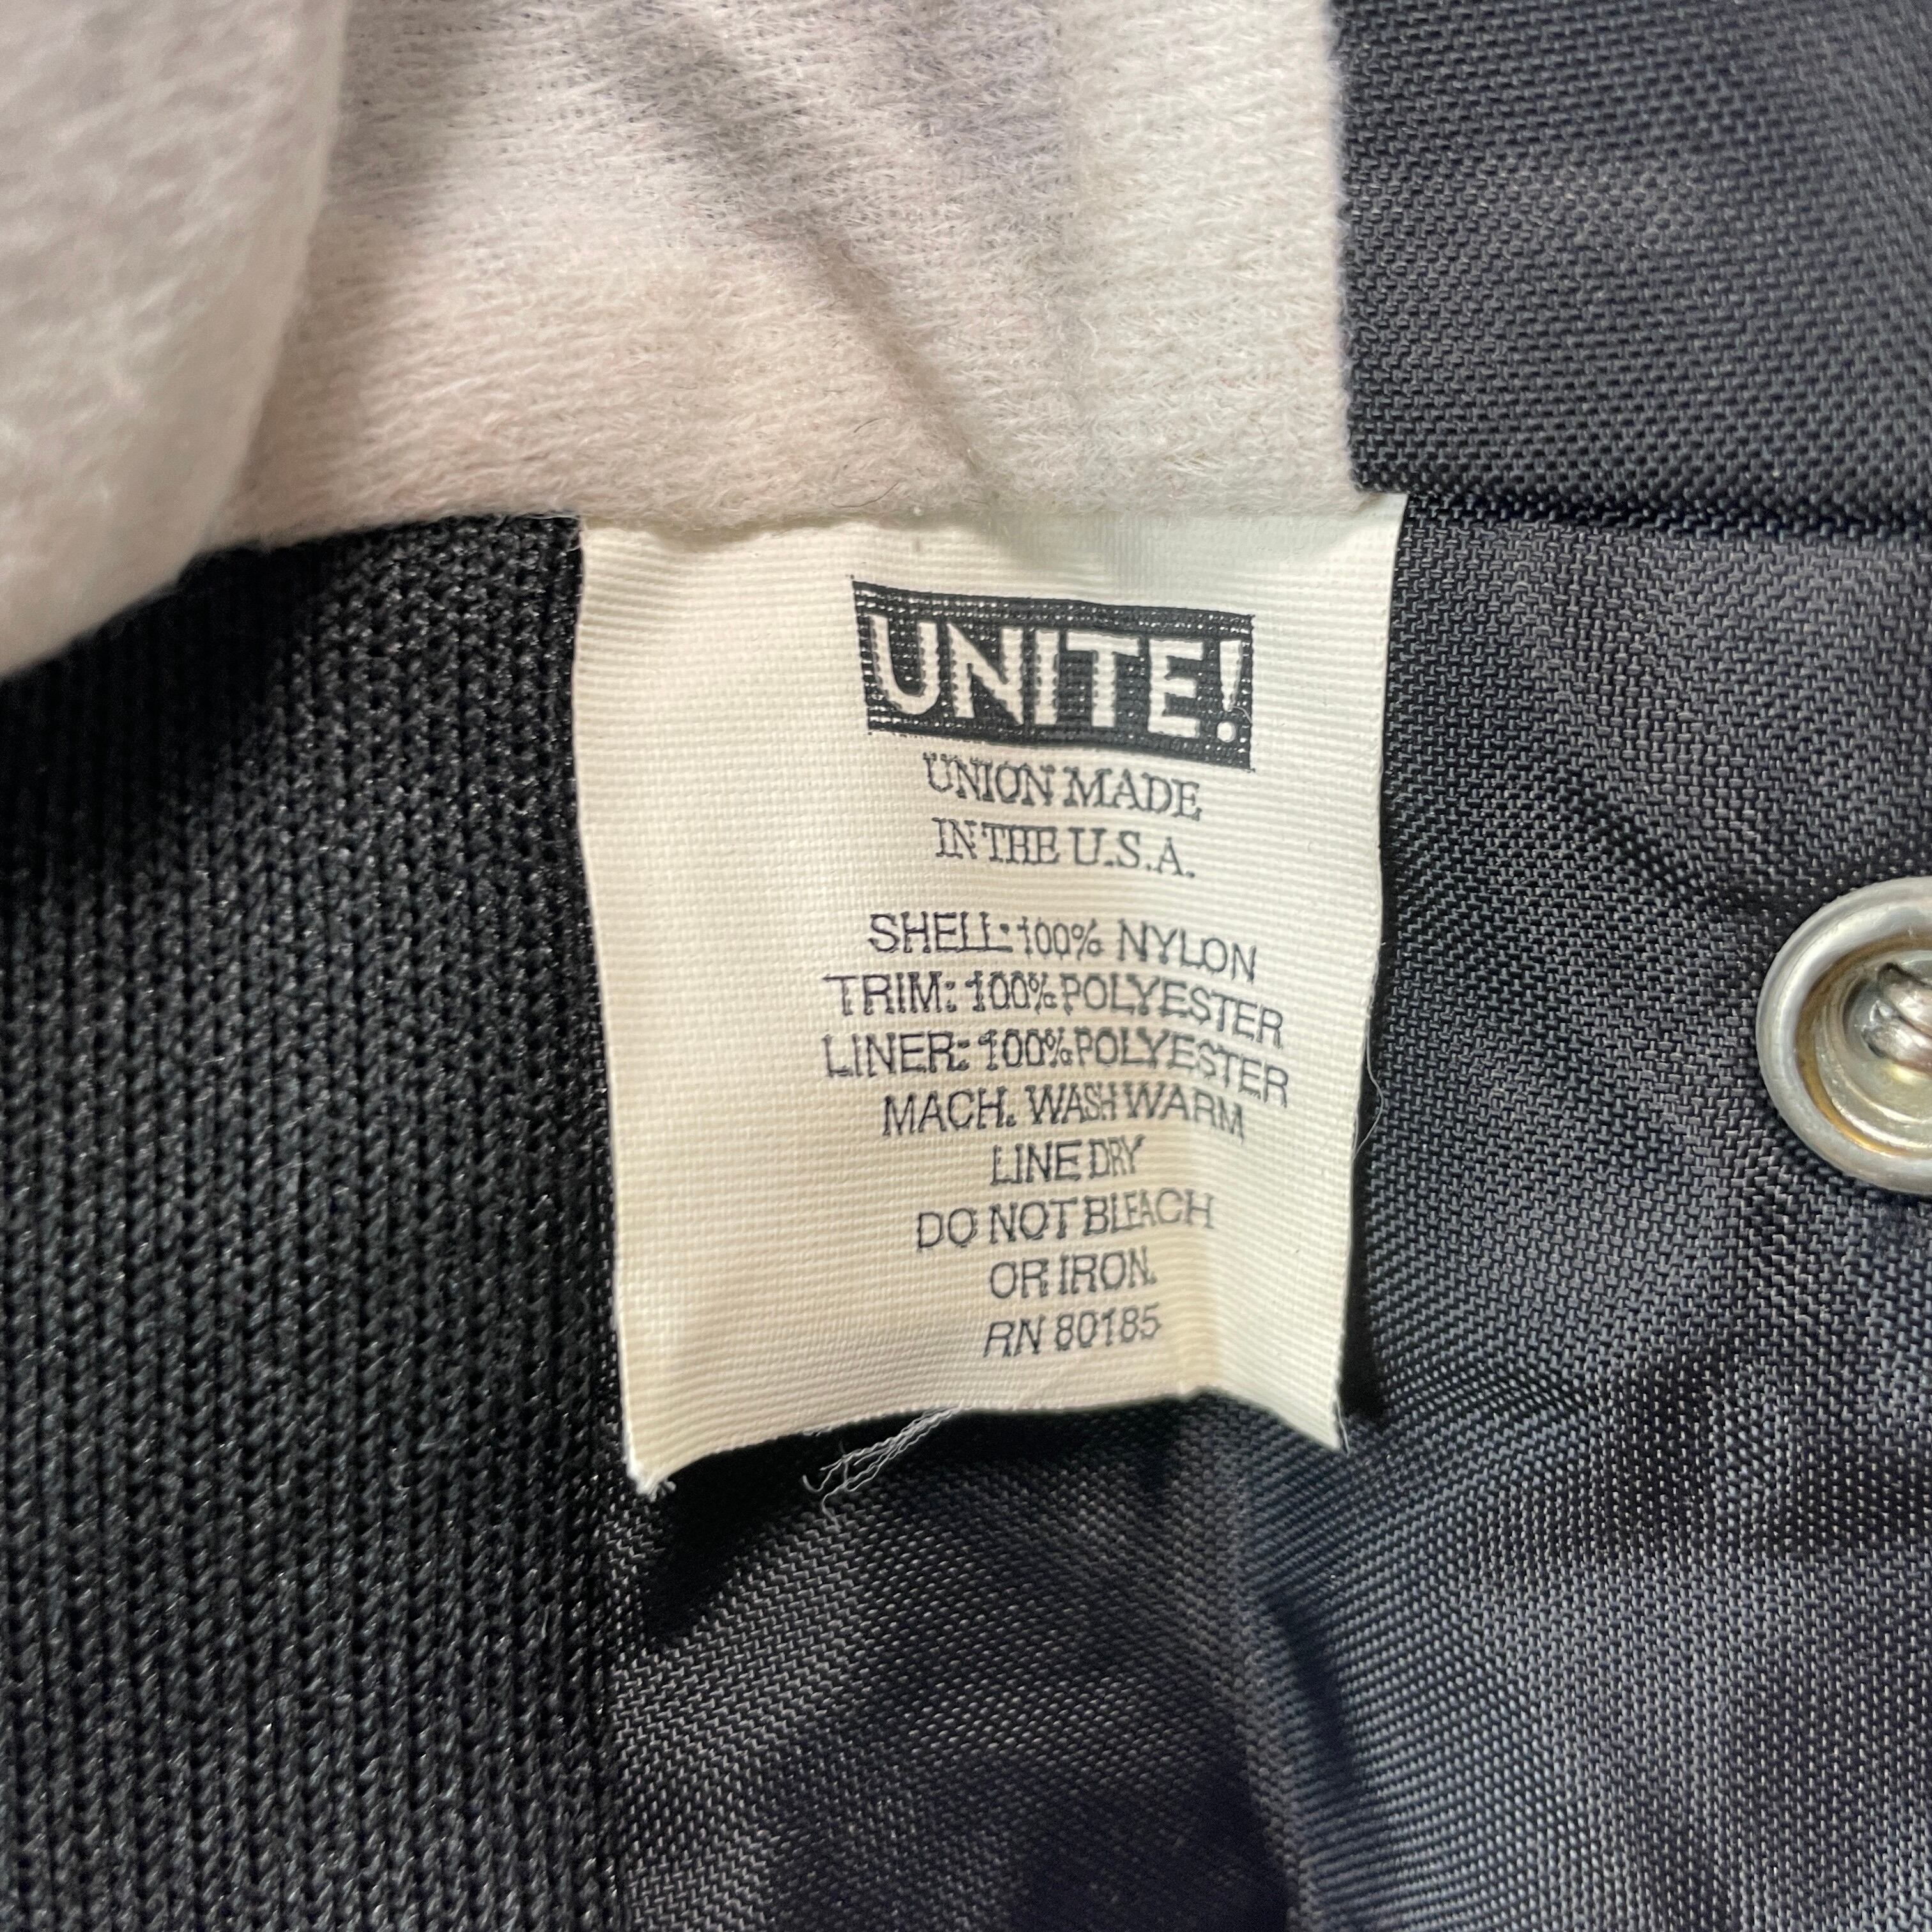 UNITE!
UNION MADE
IN THE U.S.A.
SHELL: 100% NYLON
TRIM: 100% POLYESTER
LINER: 100% POLYESTER
MACH. WASH WARM
LINE DRY
DO NOT BLEACH
OR IRON.
RN 80185